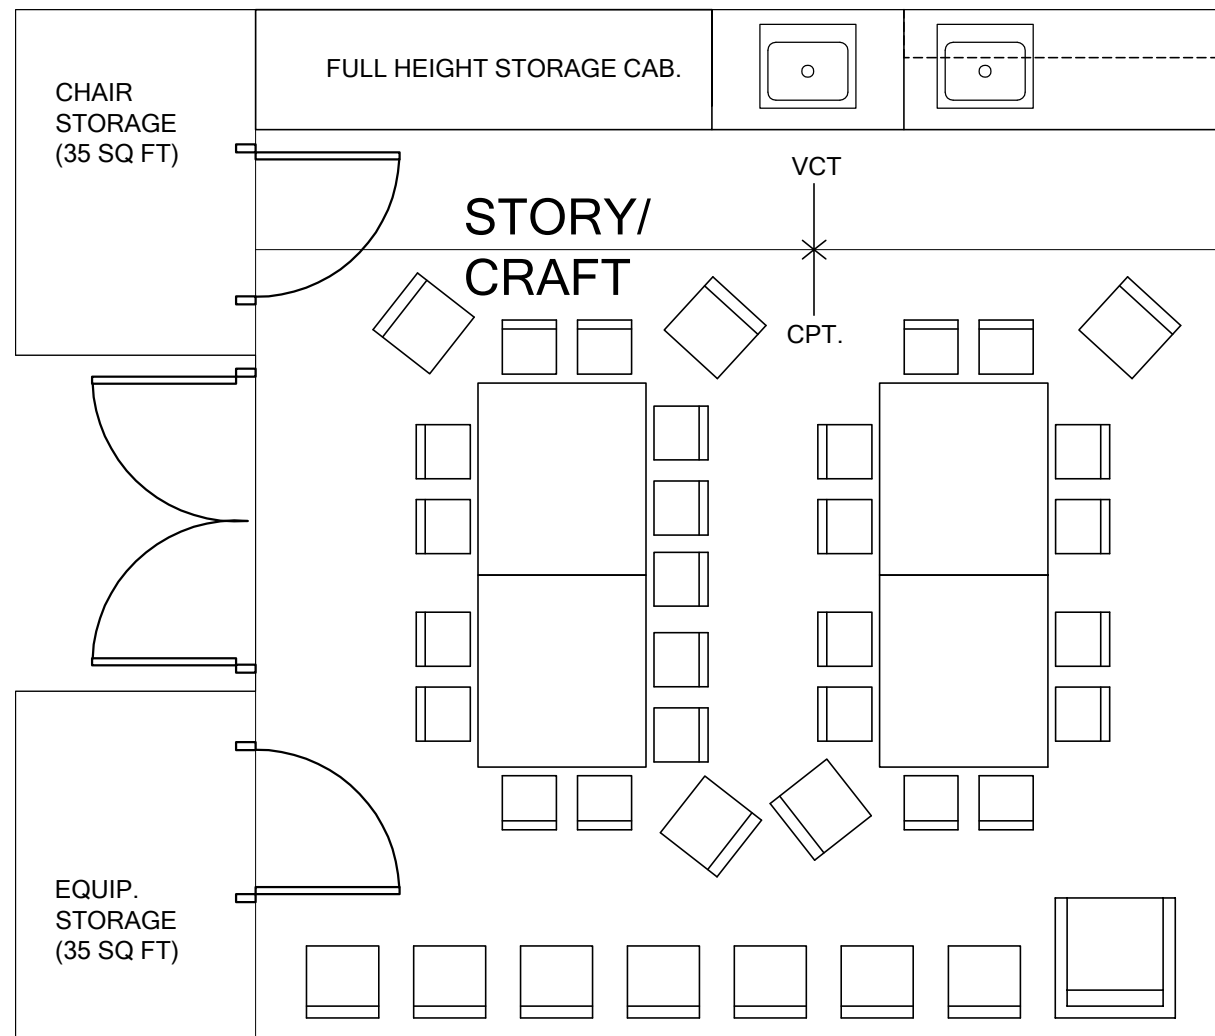 FULL HEIGHT STORAGE CAB.
CHAIR
STORAGE
(35 SQ FT)
VCT
STORY/
CRAFT
CPT.
EQUIP.
STORAGE
(35 SQ FT)